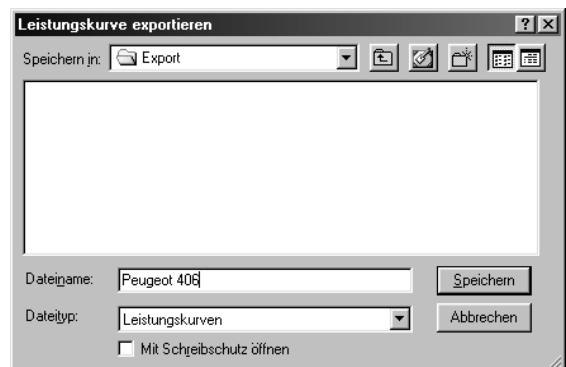 Leistungskurve exportieren
Speichern in: Export
Dateiname: Peugeot 406 Speichern
Dateityp: Leistungskurven Abbrechen
Mit Schreibschutz öffnen